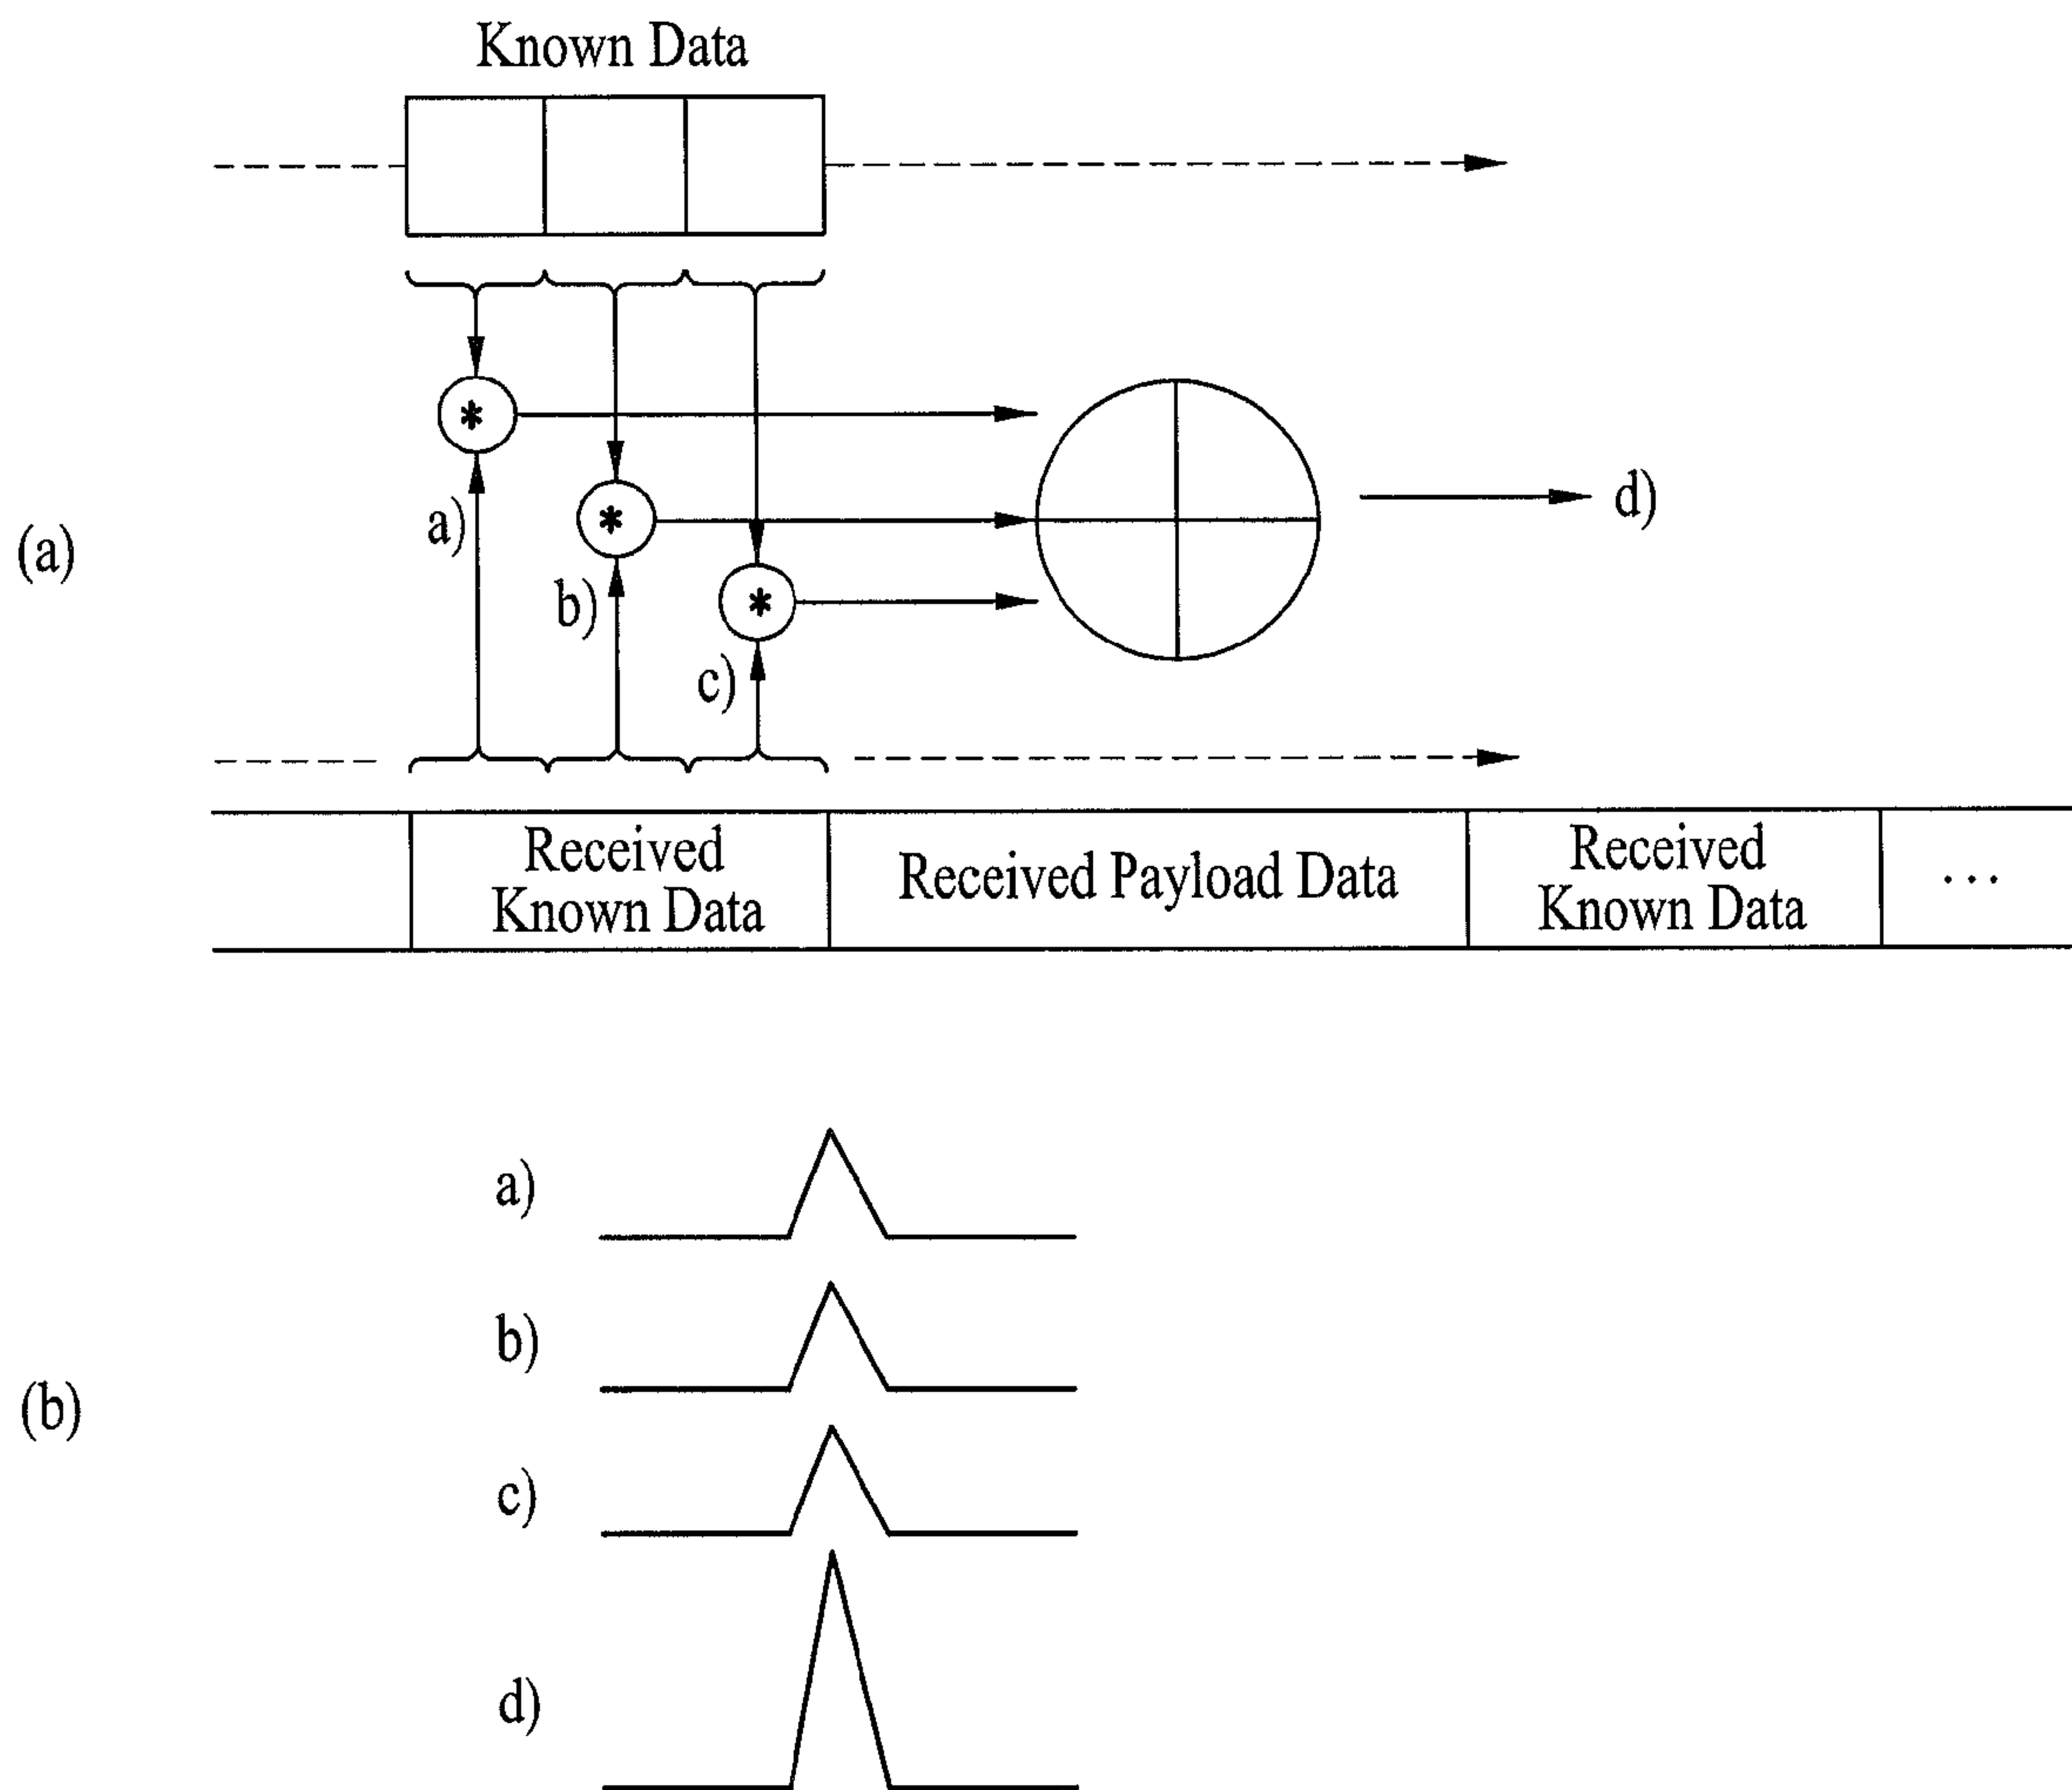 Known Data
*
a)
*
b)
*
c)
d)
(a)
Received
Known Data
Received Payload Data
Received
Known Data
...
a)
b)
(b)
c)
d)